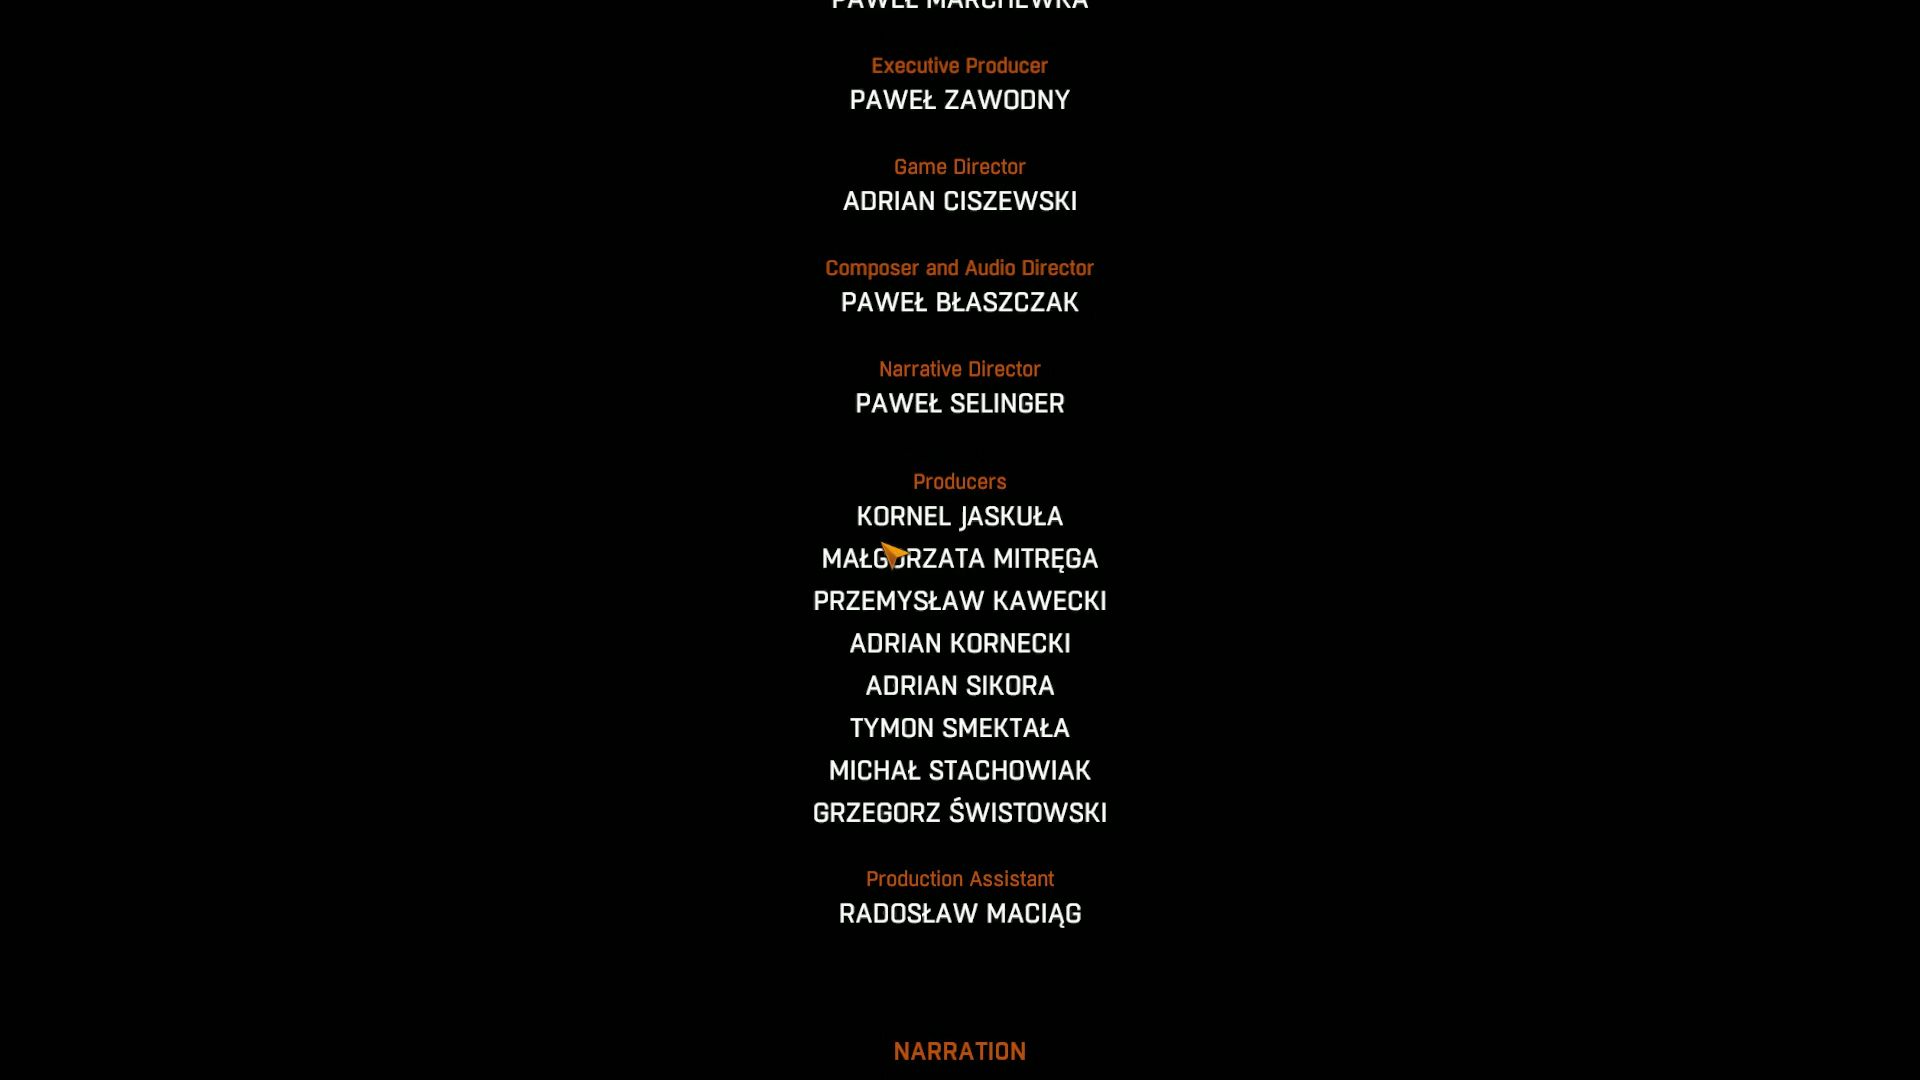 PAWEŁ MARCHEWKA
Executive Producer
PAWEŁ ZAWODNY
Game Director
ADRIAN CISZEWSKI
Composer and Audio Director
PAWEŁ BŁASZCZAK
Narrative Director
PAWEŁ SELINGER
Producers
KORNEL JASKUŁA
MAŁGORZATA MITRĘGA
PRZEMYSŁAW KAWECKI
ADRIAN KORNECKI
ADRIAN SIKORA
TYMON SMEKTAŁA
MICHAŁ STACHOWIAK
GRZEGORZ ŚWISTOWSKI
Production Assistant
RADOSŁAW MACIĄG
NARRATION